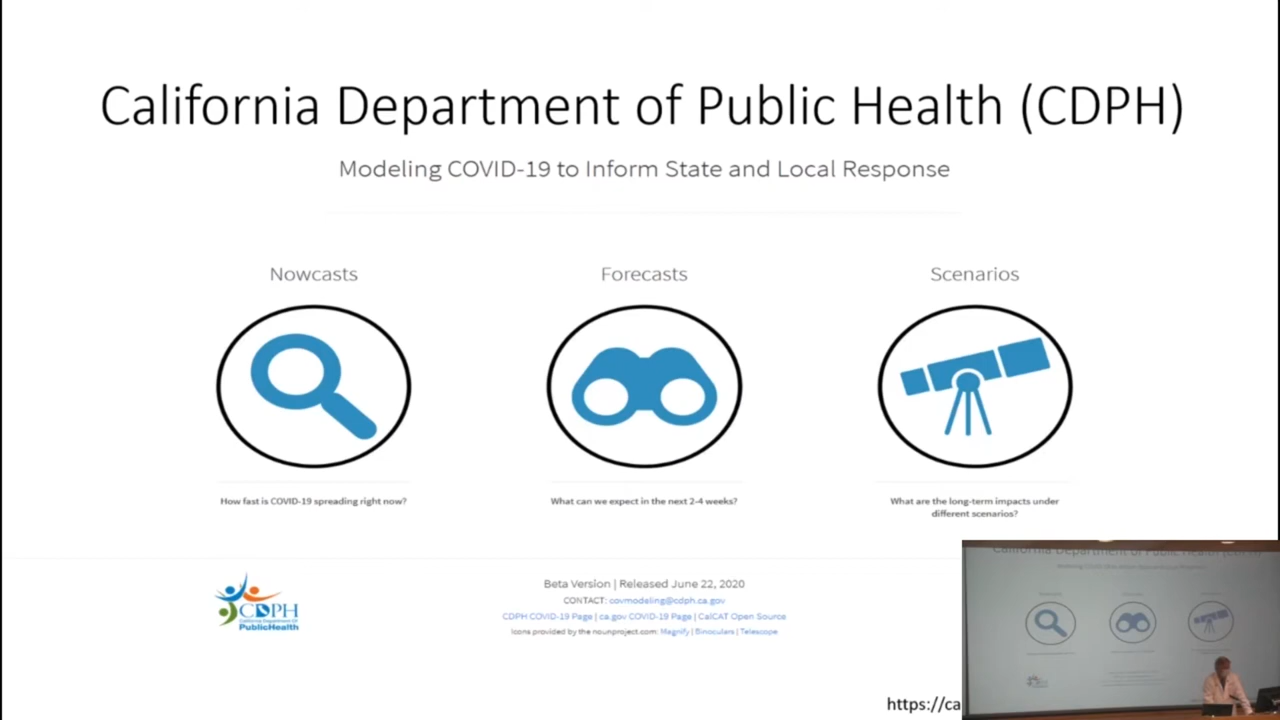 California Department of Public Health (CDPH)
Modeling COVID-19 to Inform State and Local Response
Nowcasts
Forecasts
Scenarios
How fast is COVID-19 spreading right now?
What can we expect in the next 2-4 weeks?
What are the long-term impacts under
different scenarios?
CDPH
California Department Of
PublicHealth
Beta Version | Released June 22, 2020
CONTACT: covmodeling@cdph.ca.gov
CDPH COVID-19 Page | ca.gov COVID-19 Page | CalCAT Open Source
Icons provided by the nounproject.com: Magnify | Binoculars | Telescope
https://ca